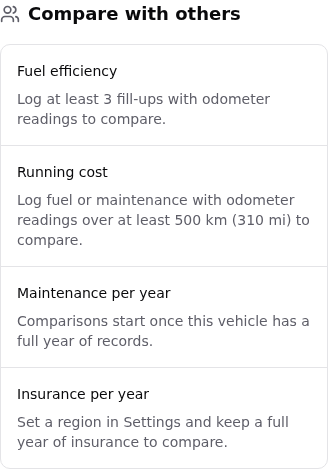 Compare with others
Fuel efficiency
Log at least 3 fill-ups with odometer
readings to compare.
Running cost
Log fuel or maintenance with odometer
readings over at least 500 km (310 mi) to
compare.
Maintenance per year
Comparisons start once this vehicle has a
full year of records.
Insurance per year
Set a region in Settings and keep a full
year of insurance to compare.